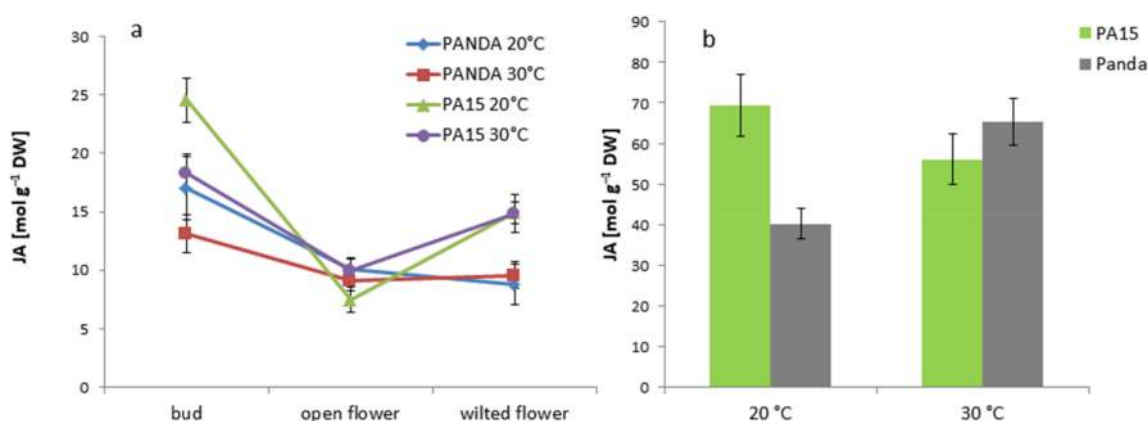 a
PANDA 20°C
PANDA 30°C
PA15 20°C
PA15 30°C
JA [mol g⁻¹ DW]
30
25
20
15
10
5
0
bud
open flower
wilted flower
b
PA15
Panda
JA [mol g⁻¹ DW]
90
80
70
60
50
40
30
20
10
0
20 °C
30 °C